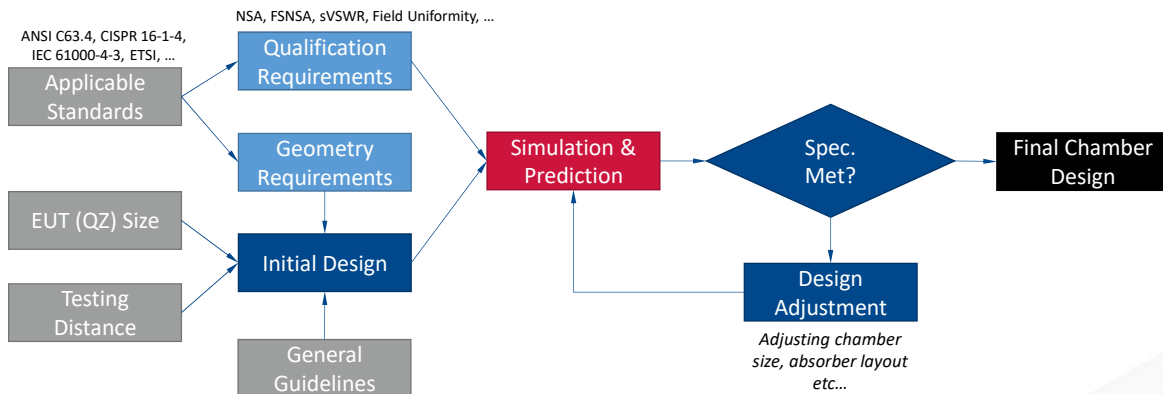 NSA, FSNSA, sVSWR, Field Uniformity, …
ANSI C63.4, CISPR 16-1-4,
IEC 61000-4-3, ETSI, …
Applicable
Standards
Qualification
Requirements
Geometry
Requirements
EUT (QZ) Size
Testing
Distance
Initial Design
General
Guidelines
Simulation &
Prediction
Spec.
Met?
Final Chamber
Design
Design
Adjustment
Adjusting chamber
size, absorber layout
etc…